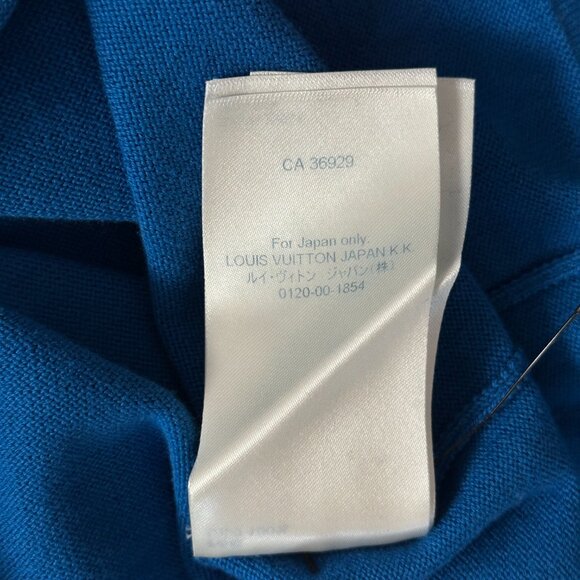 CA 36929
For Japan only.
LOUIS VUITTON JAPAN K.K.
ルイ・ヴィトン ジャパン(株)
0120-00-1854